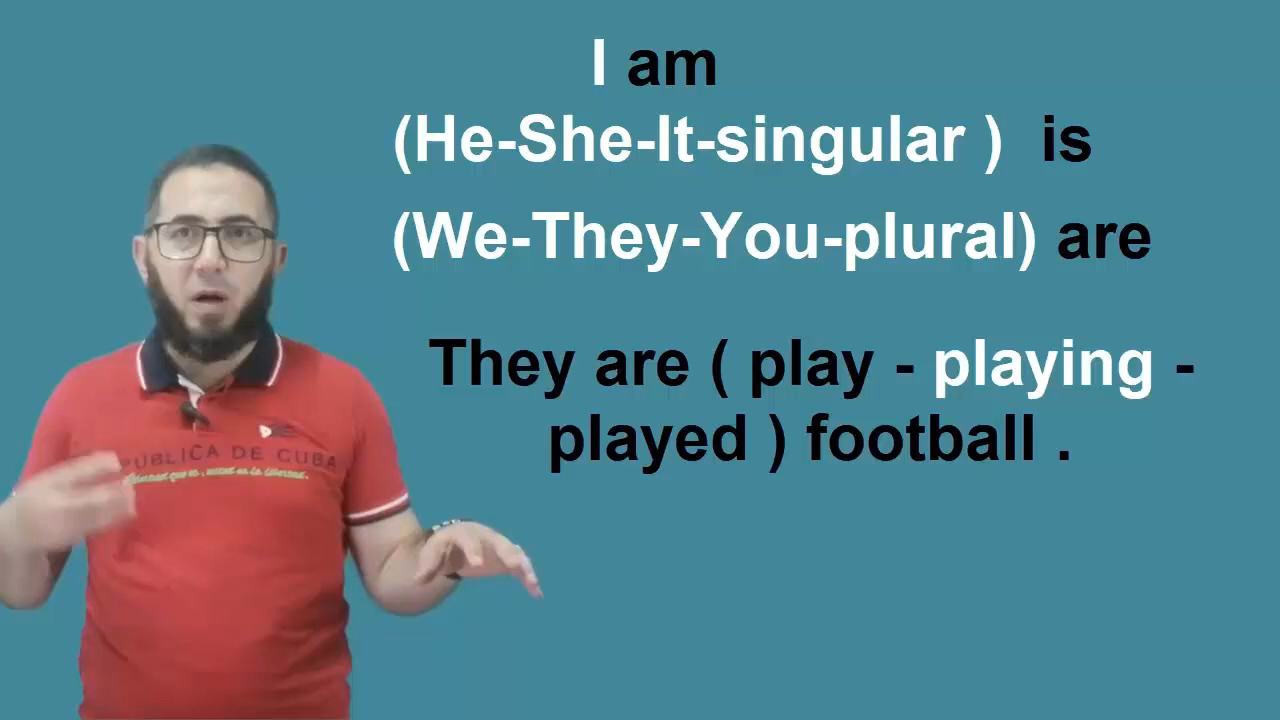 I am
(He-She-It-singular ) is
(We-They-You-plural) are
They are ( play - playing -
played ) football .
PUBLICA DE CUBA